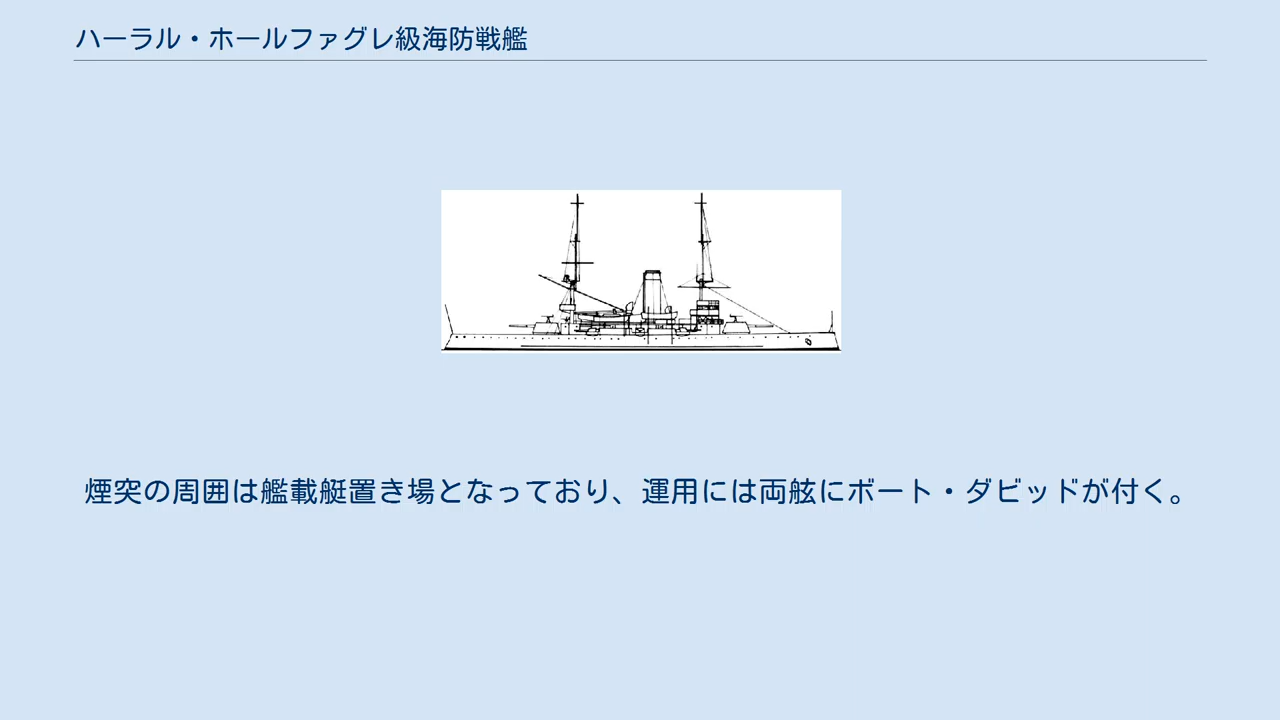 ハーラル・ホールファグレ級海防戦艦
煙突の周囲は艦載艇置き場となっており、運用には両舷にボート・ダビッドが付く。